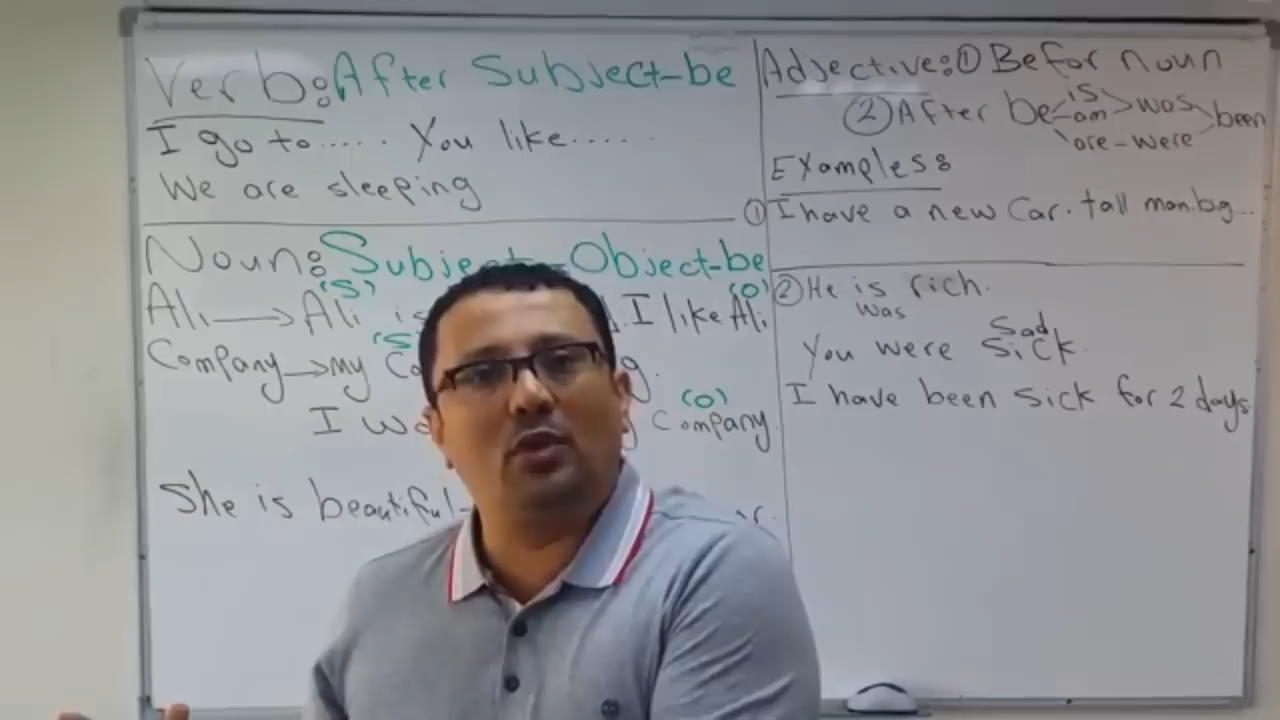 Verb: After Subject-be
I go to..... You like.....
We are sleeping
Noun: Subject-Object-be
(S) (O)
Ali → Ali is I like Ali.
(S)
Company → my
(O)
I Company.
She is beautiful-
Adjective: ① Befor noun
② After be is was been
am
are - were
Examples:
① I have a new Car. tall man. big...
② He is rich.
was
Sad
You were sick.
I have been sick for 2 days